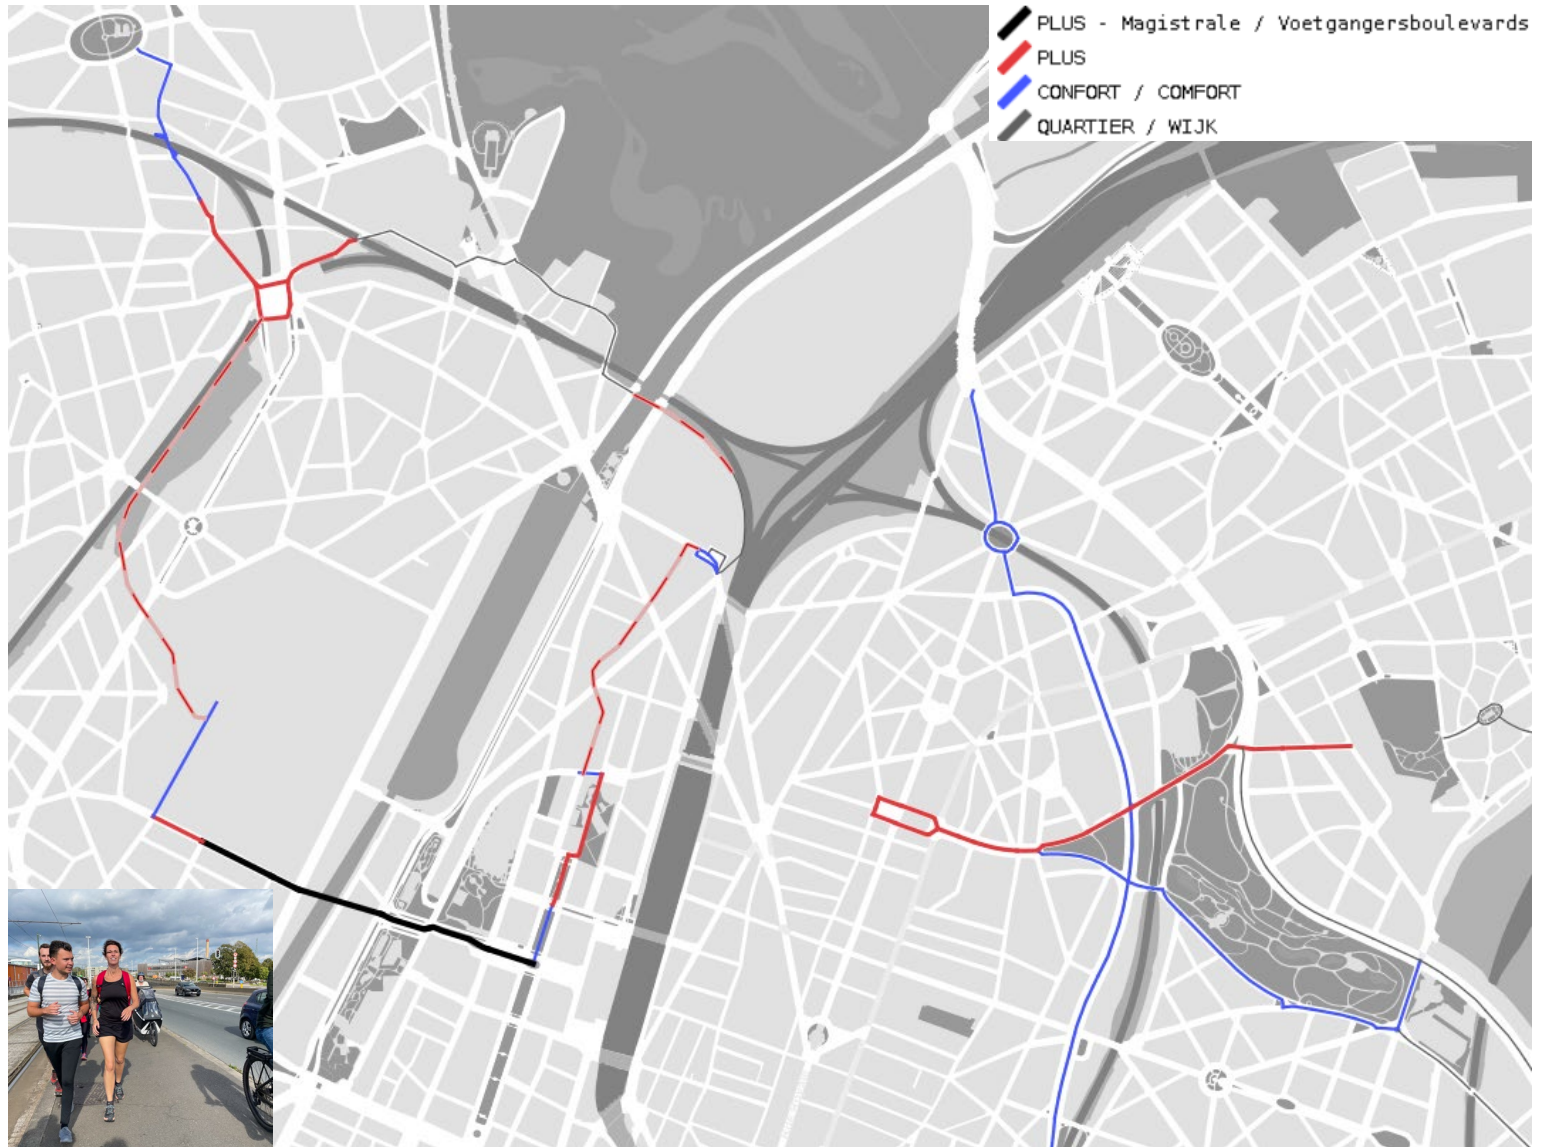 PLUS - Magistrale / Voetgangersboulevards
PLUS
CONFORT / COMFORT
QUARTIER / WIJK